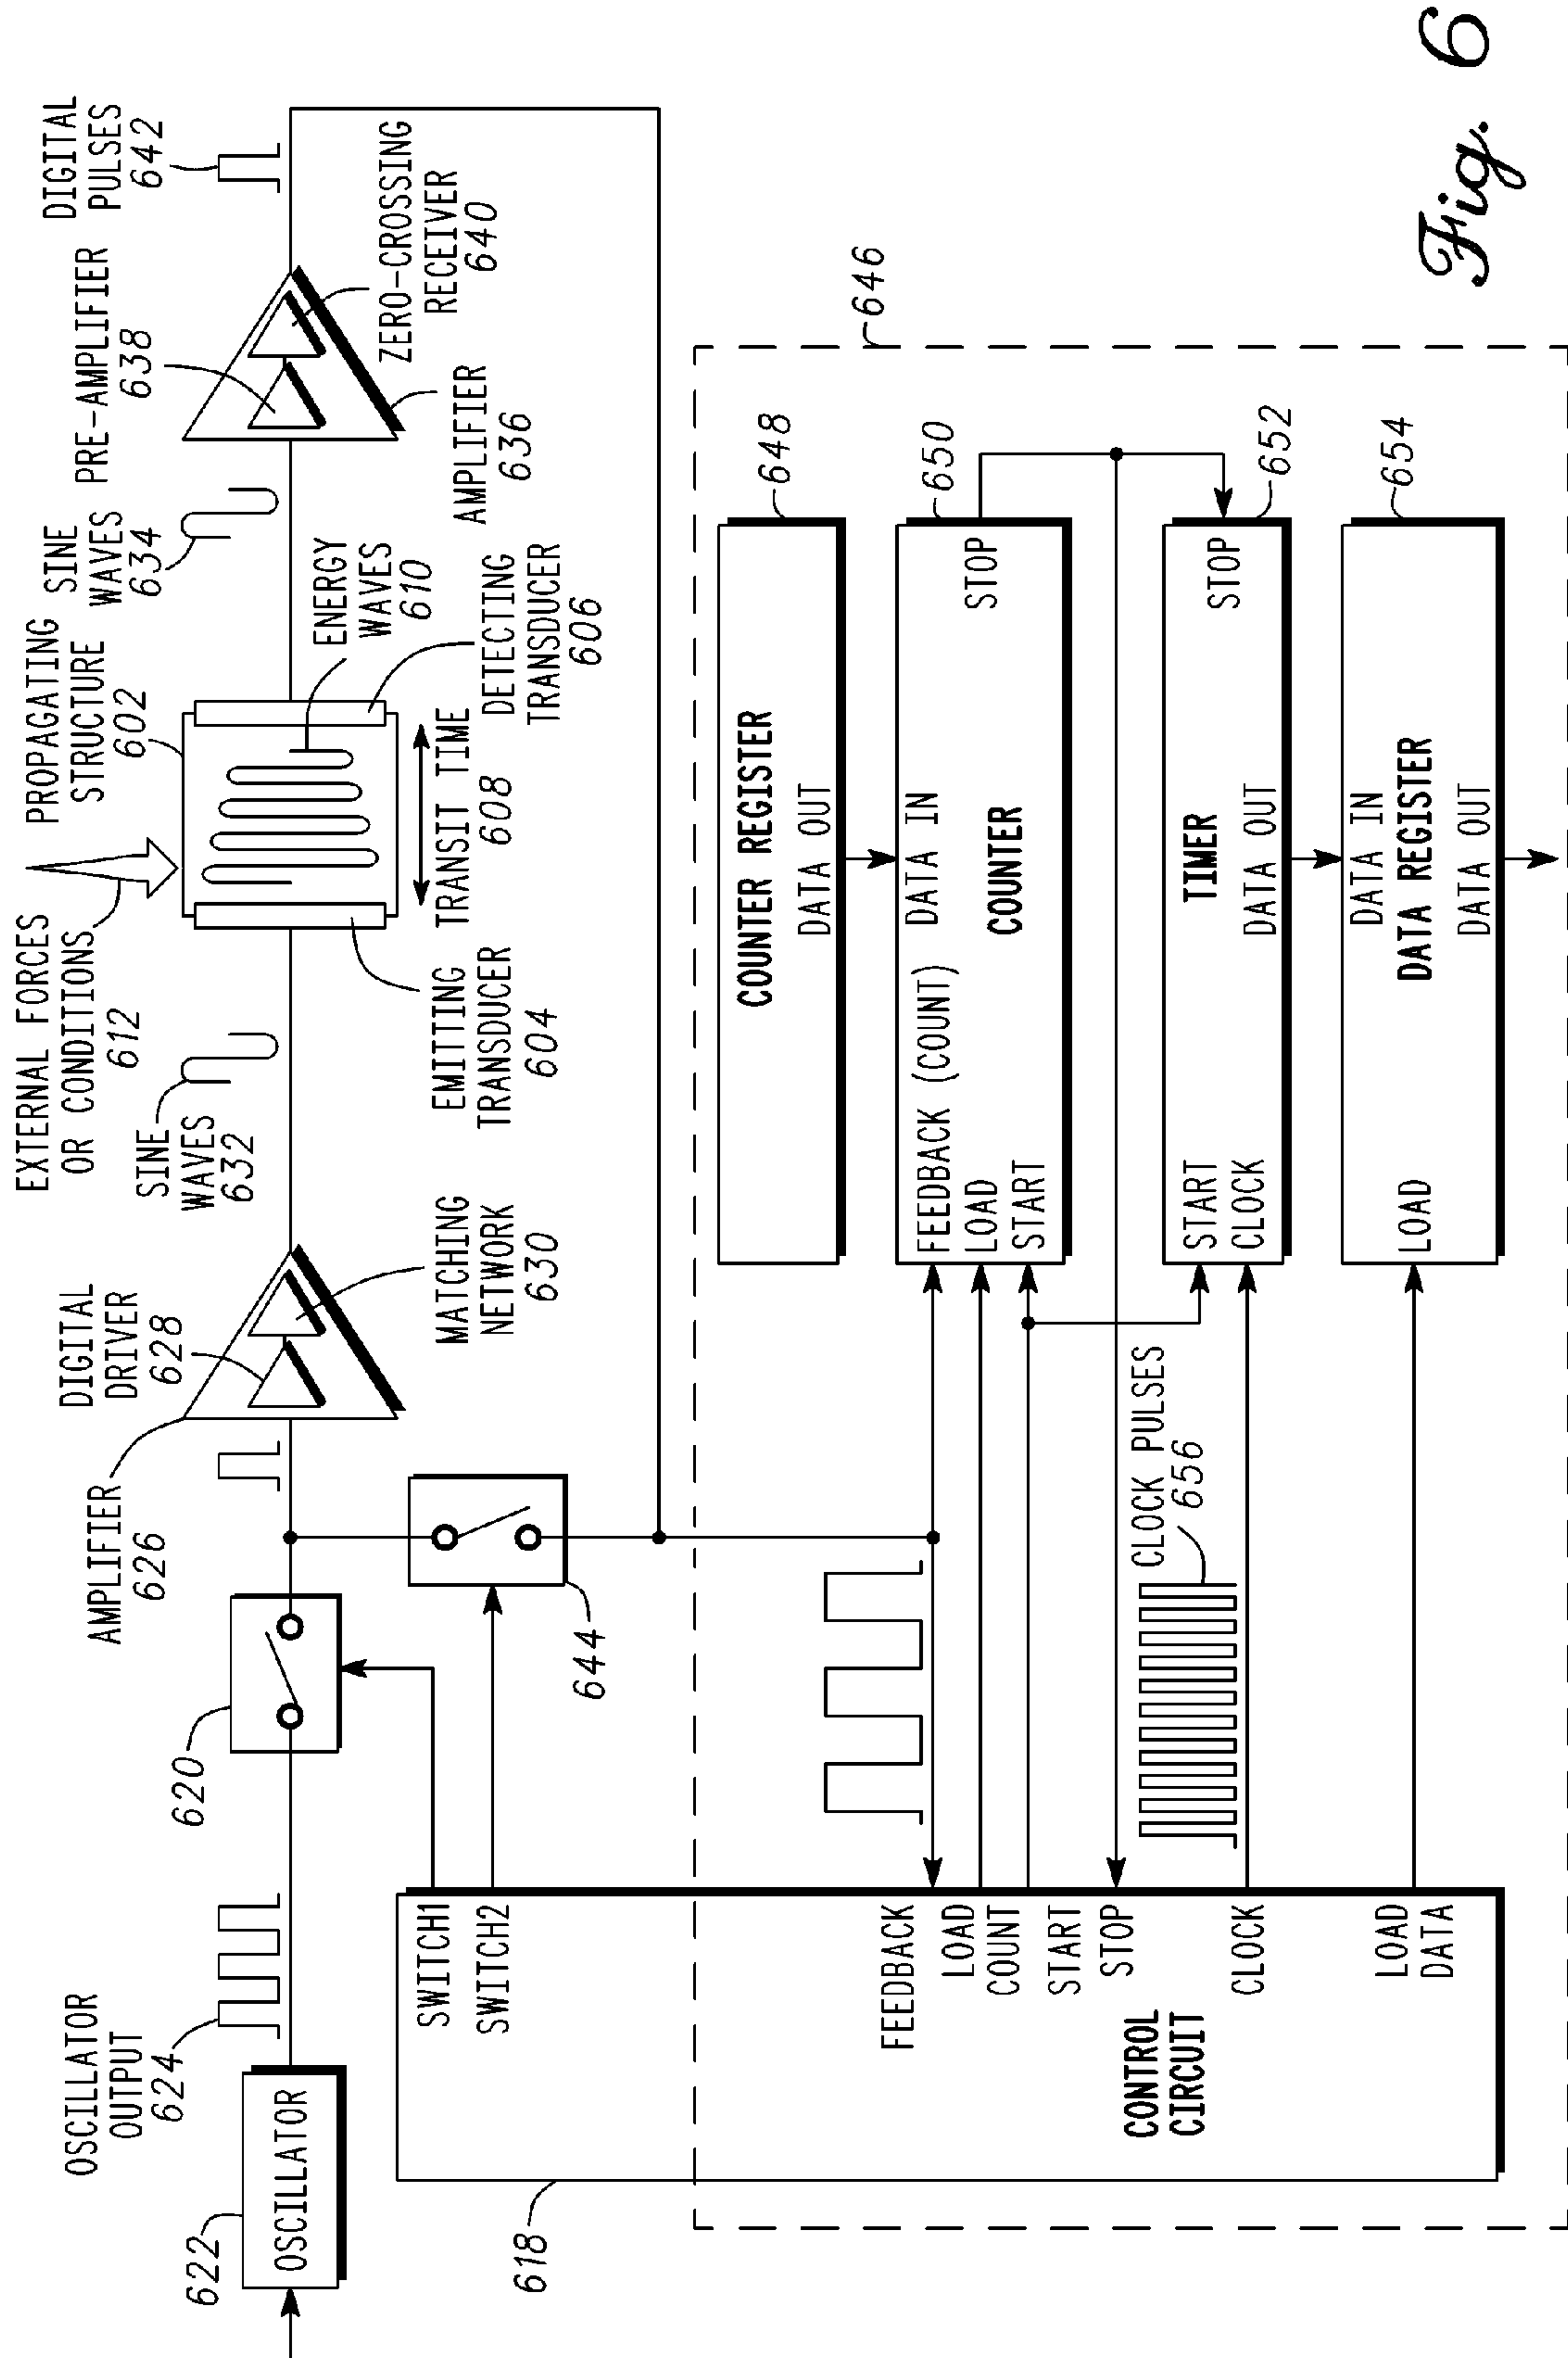 EXTERNAL FORCES
OR CONDITIONS
612
PROPAGATING
STRUCTURE
602
SINE
WAVES
634
PRE-AMPLIFIER
638
DIGITAL
PULSES
642
OSCILLATOR
OUTPUT
624
622
OSCILLATOR
620
AMPLIFIER
626
DIGITAL
DRIVER
628
SINE
WAVES
632
MATCHING
NETWORK
630
EMITTING
TRANSDUCER
604
TRANSIT TIME
608
ENERGY
WAVES
610
DETECTING
TRANSDUCER
606
AMPLIFIER
636
ZERO-CROSSING
RECEIVER
640
644
618
646
SWITCH1
SWITCH2
FEEDBACK
LOAD
COUNT
START
STOP
CLOCK
LOAD
DATA
CONTROL
CIRCUIT
CLOCK PULSES
656
COUNTER REGISTER
DATA OUT
648
FEEDBACK (COUNT)
LOAD
START
DATA IN
COUNTER
STOP
650
START
CLOCK
TIMER
DATA OUT
STOP
652
LOAD
DATA IN
DATA REGISTER
DATA OUT
654
Fig. 6